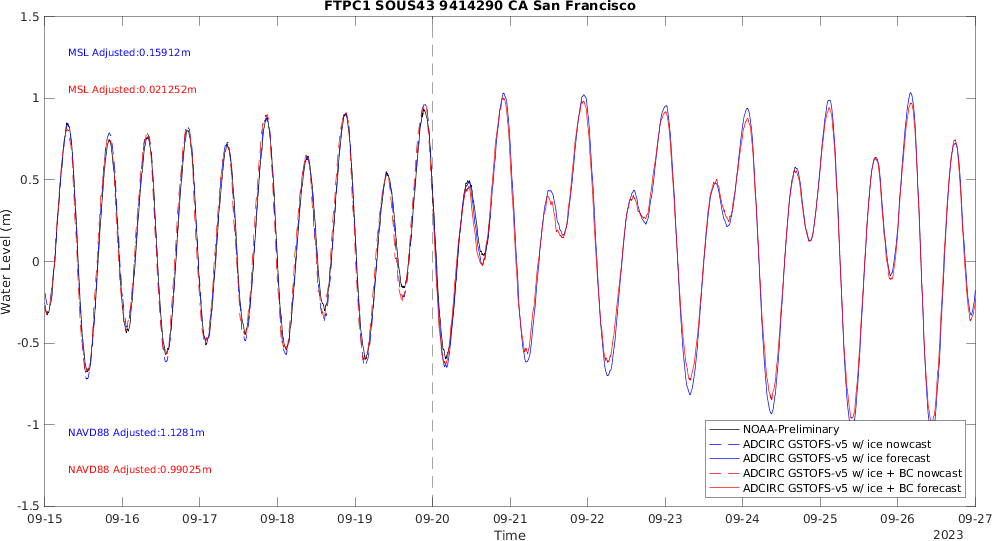 FTPC1 SOUS43 9414290 CA San Francisco
1.5
1
0.5
0
-0.5
-1
-1.5
Water Level (m)
MSL Adjusted:0.15912m
MSL Adjusted:0.021252m
NAVD88 Adjusted:1.1281m
NAVD88 Adjusted:0.99025m
NOAA-Preliminary
ADCIRC GSTOFS-v5 w/ ice nowcast
ADCIRC GSTOFS-v5 w/ ice forecast
ADCIRC GSTOFS-v5 w/ ice + BC nowcast
ADCIRC GSTOFS-v5 w/ ice + BC forecast
09-15 09-16 09-17 09-18 09-19 09-20 09-21 09-22 09-23 09-24 09-25 09-26 09-27
Time
2023